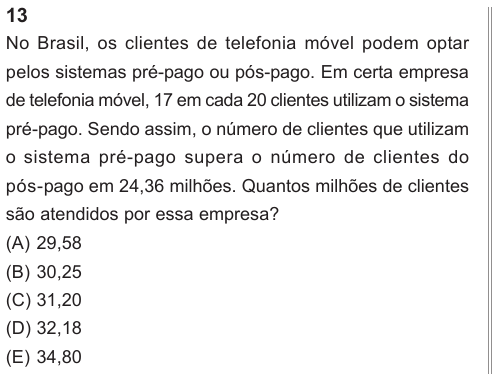 13
No Brasil, os clientes de telefonia móvel podem optar
pelos sistemas pré-pago ou pós-pago. Em certa empresa
de telefonia móvel, 17 em cada 20 clientes utilizam o sistema
pré-pago. Sendo assim, o número de clientes que utilizam
o sistema pré-pago supera o número de clientes do
pós-pago em 24,36 milhões. Quantos milhões de clientes
são atendidos por essa empresa?
(A) 29,58
(B) 30,25
(C) 31,20
(D) 32,18
(E) 34,80